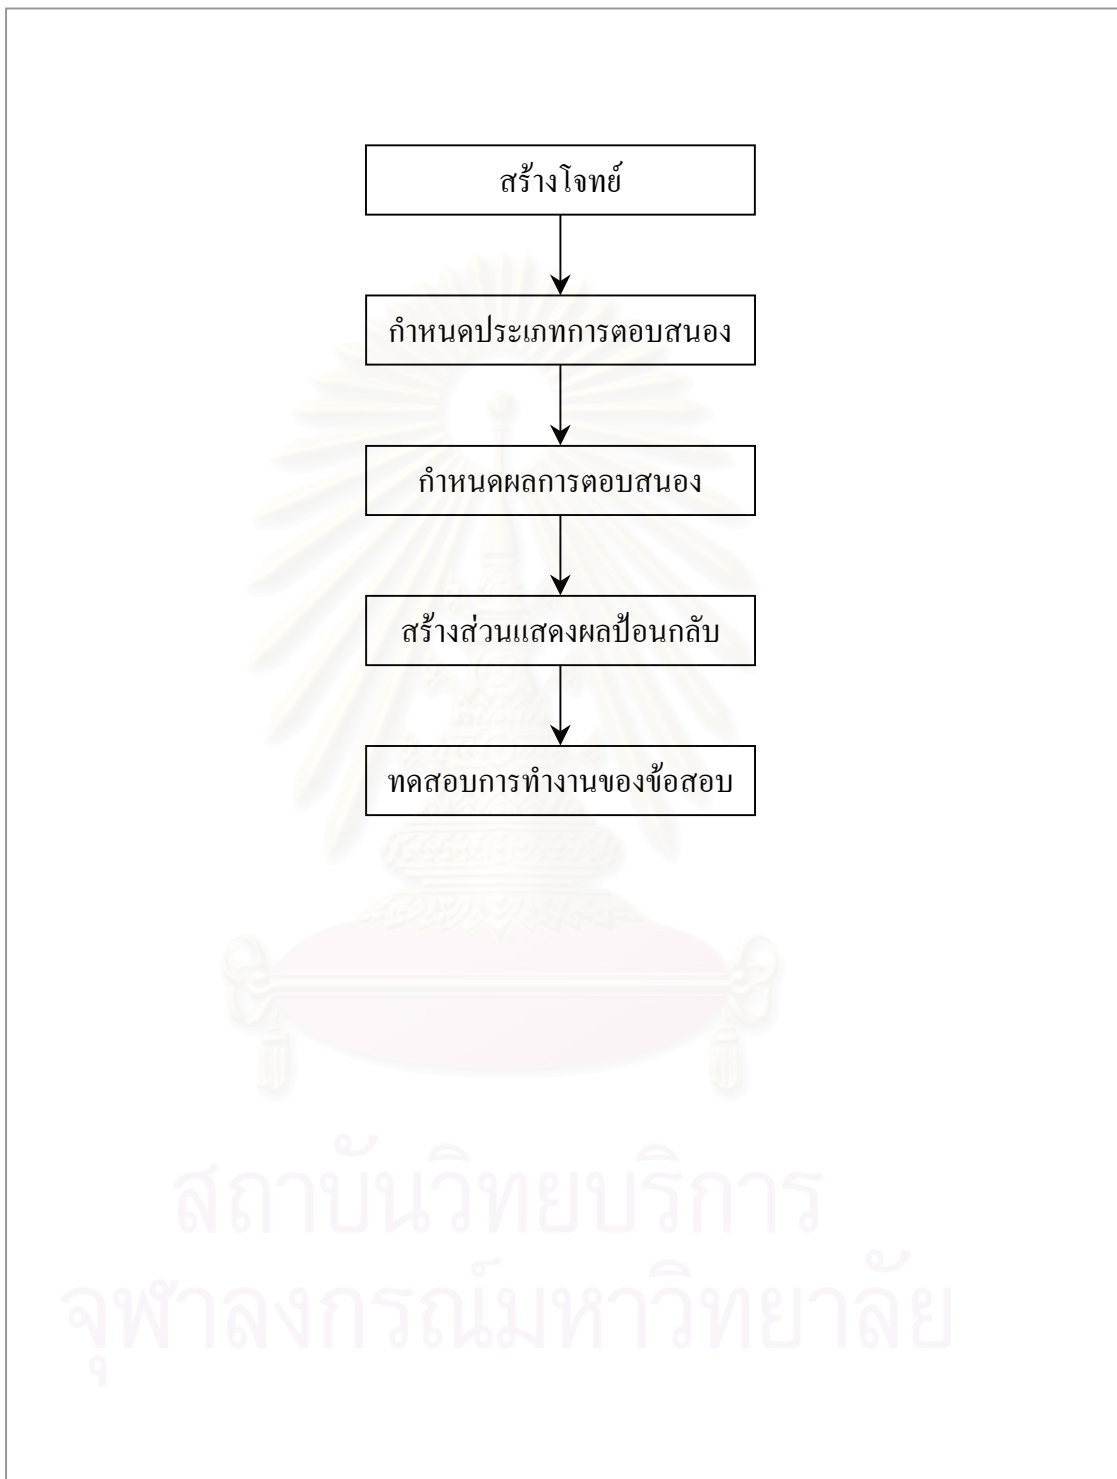 สร้างโจทย์
กำหนดประเภทการตอบสนอง
กำหนดผลการตอบสนอง
สร้างส่วนแสดงผลป้อนกลับ
ทดสอบการทำงานของข้อสอบ
สถาบันวิทยบริการ
จุฬาลงกรณ์มหาวิทยาลัย